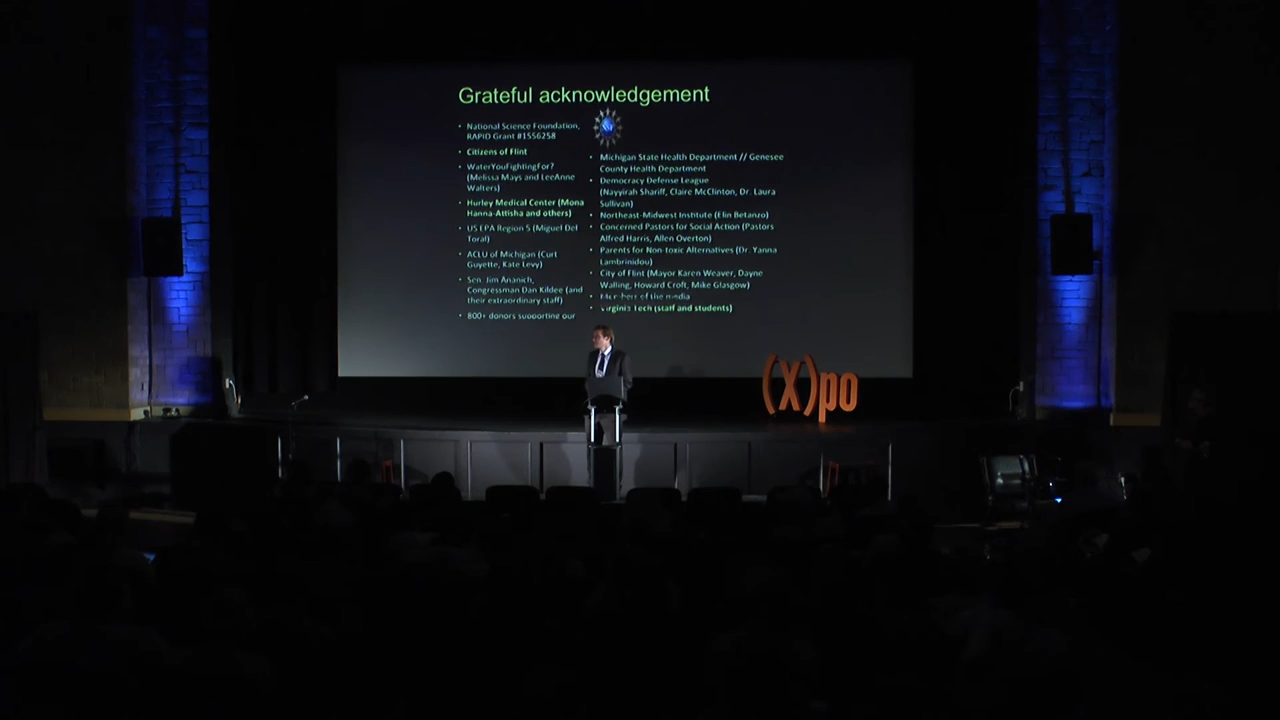 Grateful acknowledgement
• National Science Foundation,
RAPID Grant #1556258
• Citizens of Flint
• WaterYouFightingFor?
(Melissa Mays and LeeAnne
Walters)
• Hurley Medical Center (Mona
Hanna-Attisha and others)
• US EPA Region 5 (Miguel Del
Toral)
• ACLU of Michigan (Curt
Guyette, Kate Levy)
• Sen. Jim Ananich,
Congressman Dan Kildee (and
their extraordinary staff)
• 800+ donors supporting our
• Michigan State Health Department // Genesee
County Health Department
• Democracy Defense League
(Nayyirah Shariff, Claire McClinton, Dr. Laura
Sullivan)
• Northeast-Midwest Institute (Elin Betanzo)
• Concerned Pastors for Social Action (Pastors
Alfred Harris, Allen Overton)
• Parents for Non-toxic Alternatives (Dr. Yanna
Lambrinidou)
• City of Flint (Mayor Karen Weaver, Dayne
Walling, Howard Croft, Mike Glasgow)
• Members of the media
• Virginia Tech (staff and students)
(X)po